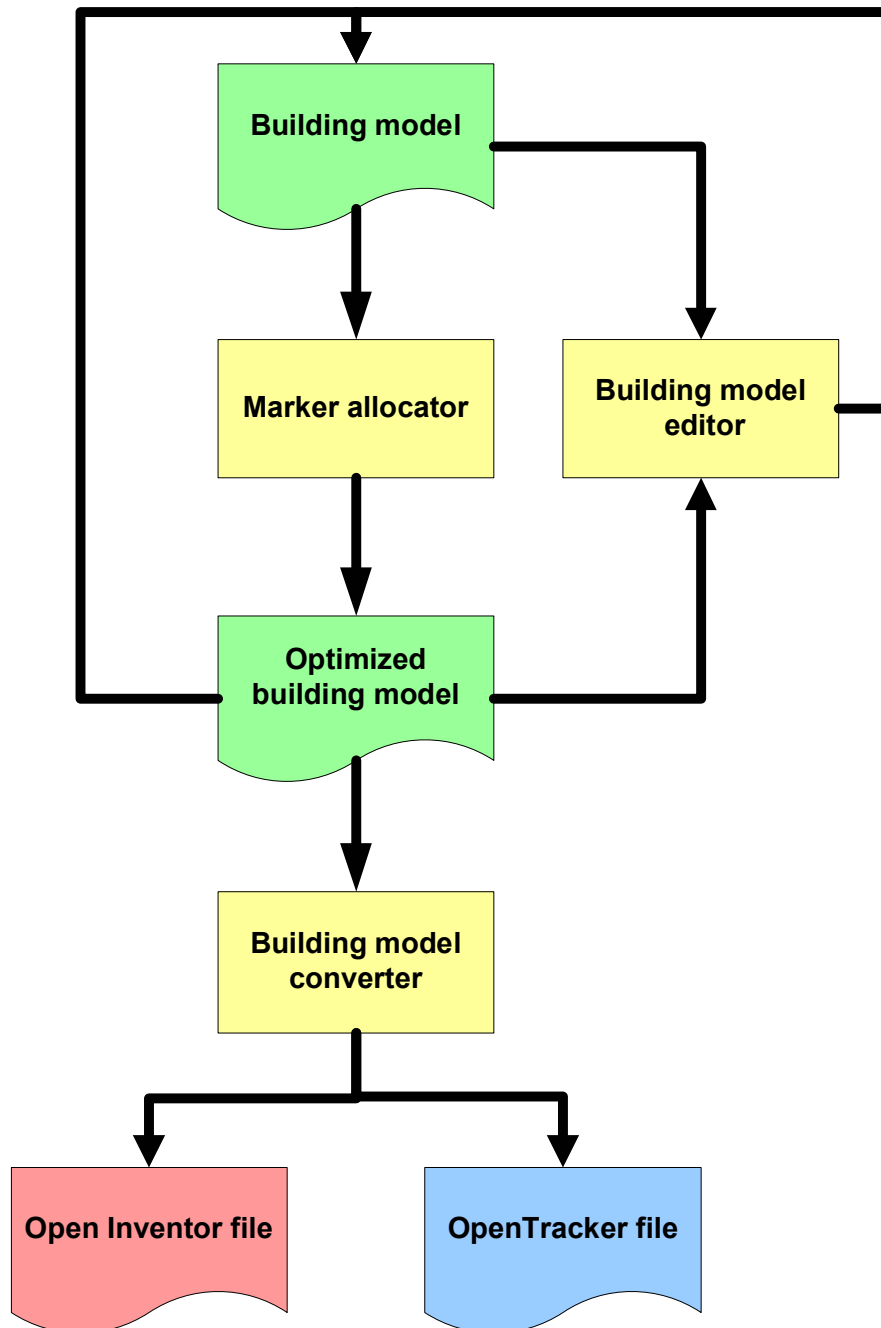 Building model
Marker allocator
Building model
editor
Optimized
building model
Building model
converter
Open Inventor file
OpenTracker file